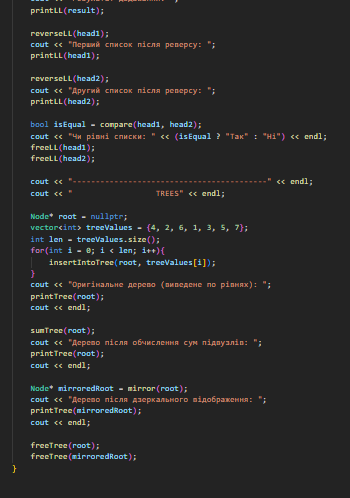 printLL(result);
reverseLL(head1);
cout << "Перший список після реверсу: ";
printLL(head1);
reverseLL(head2);
cout << "Другий список після реверсу: ";
printLL(head2);
bool isEqual = compare(head1, head2);
cout << "Чи рівні списки: " << (isEqual ? "Так" : "Ні") << endl;
freeLL(head1);
freeLL(head2);
cout << "----------------------------------------" << endl;
cout << "                 TREES" << endl;
Node* root = nullptr;
vector<int> treeValues = {4, 2, 6, 1, 3, 5, 7};
int len = treeValues.size();
for(int i = 0; i < len; i++){
insertIntoTree(root, treeValues[i]);
}
cout << "Оригінальне дерево (виведене по рівнях): ";
printTree(root);
cout << endl;
sumTree(root);
cout << "Дерево після обчислення сум підвузлів: ";
printTree(root);
cout << endl;
Node* mirroredRoot = mirror(root);
cout << "Дерево після дзеркального відображення: ";
printTree(mirroredRoot);
cout << endl;
freeTree(root);
freeTree(mirroredRoot);
}